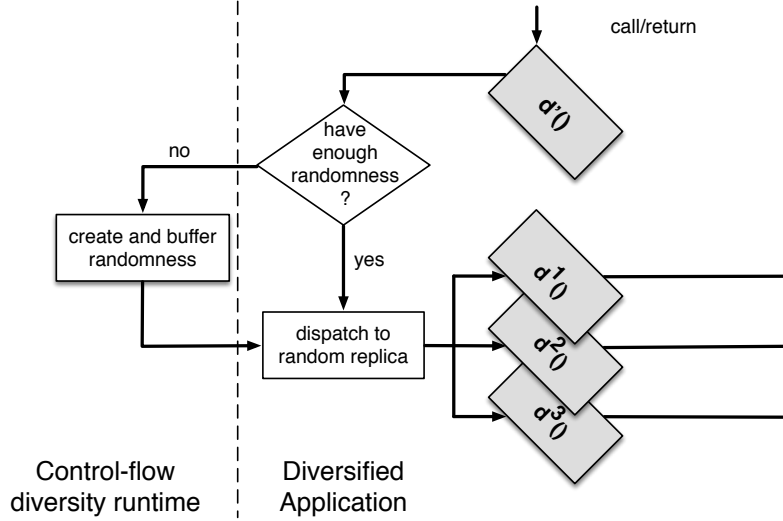 call/return
d'()
have
enough
randomness
?
no
create and buffer
randomness
yes
dispatch to
random replica
d1()
d2()
d3()
Control-flow
diversity runtime
Diversified
Application